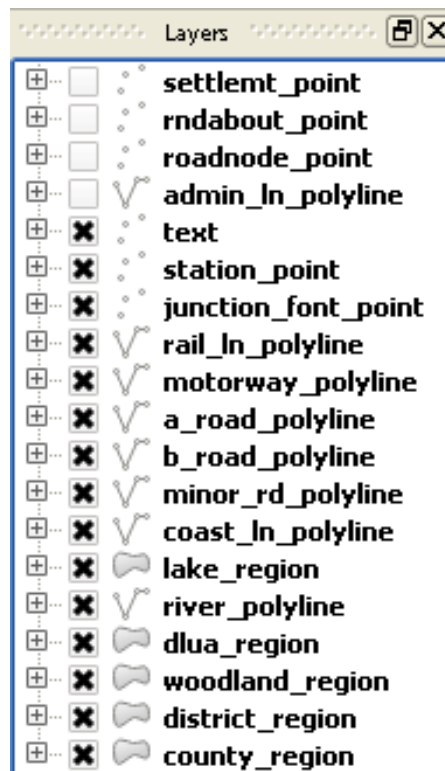 Layers
settlemt_point
rndabout_point
roadnode_point
admin_ln_polyline
text
station_point
junction_font_point
rail_ln_polyline
motorway_polyline
a_road_polyline
b_road_polyline
minor_rd_polyline
coast_ln_polyline
lake_region
river_polyline
dlua_region
woodland_region
district_region
county_region